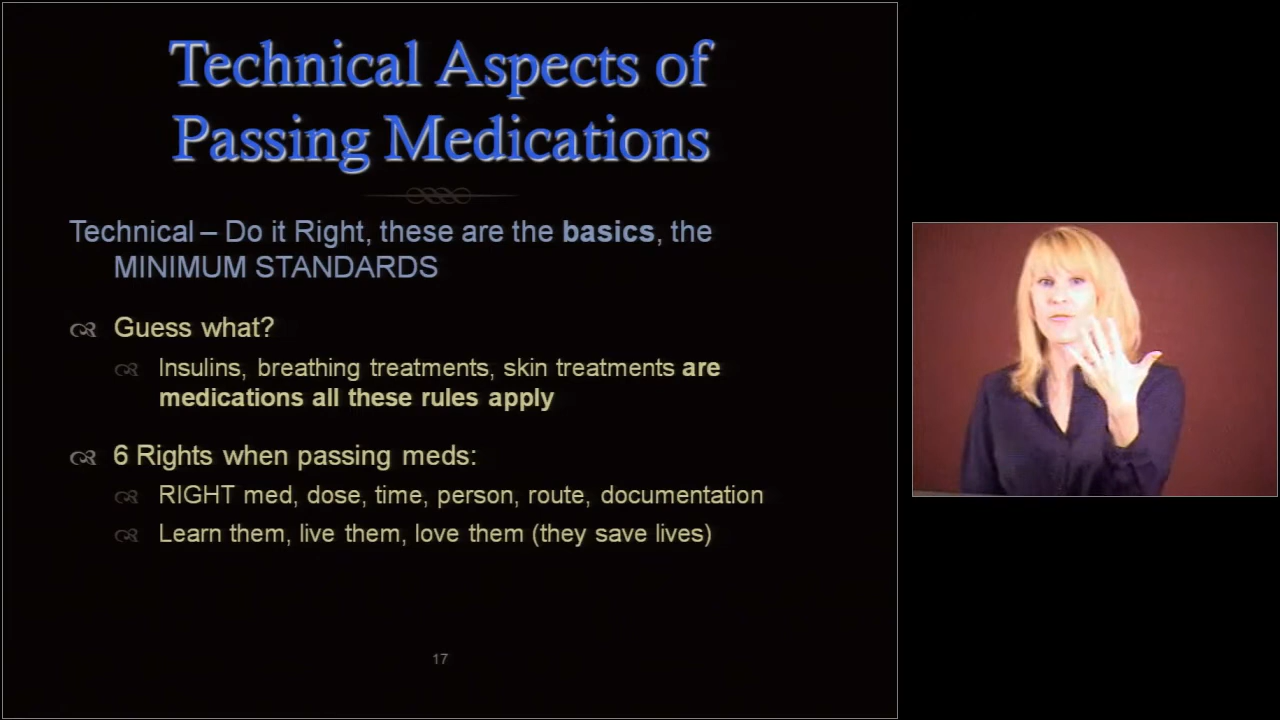 Technical Aspects of
Passing Medications
Technical – Do it Right, these are the basics, the
MINIMUM STANDARDS
Guess what?
Insulins, breathing treatments, skin treatments are
medications all these rules apply
6 Rights when passing meds:
RIGHT med, dose, time, person, route, documentation
Learn them, live them, love them (they save lives)
17